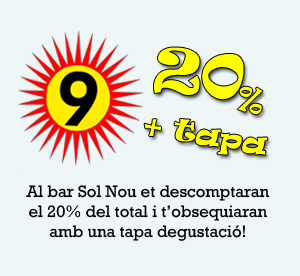 9
20%
+ tapa
Al bar Sol Nou et descomptaran
el 20% del total i t'obsequiaran
amb una tapa degustació!